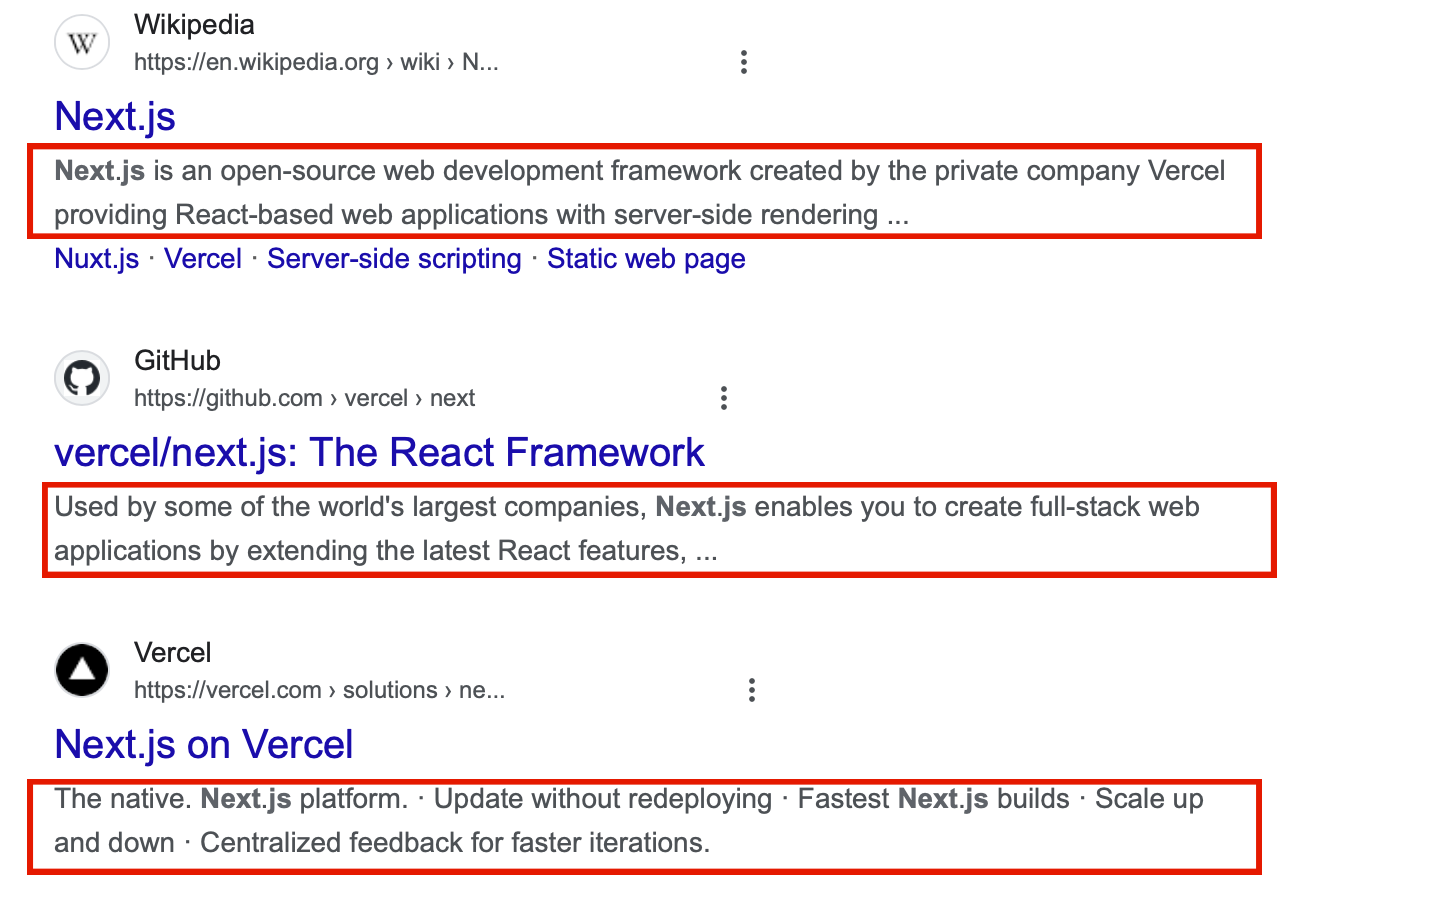 Wikipedia
https://en.wikipedia.org › wiki › N...
Next.js
Next.js is an open-source web development framework created by the private company Vercel
providing React-based web applications with server-side rendering ...
Nuxt.js · Vercel · Server-side scripting · Static web page
GitHub
https://github.com › vercel › next
vercel/next.js: The React Framework
Used by some of the world's largest companies, Next.js enables you to create full-stack web
applications by extending the latest React features, ...
Vercel
https://vercel.com › solutions › ne...
Next.js on Vercel
The native. Next.js platform. · Update without redeploying · Fastest Next.js builds · Scale up
and down · Centralized feedback for faster iterations.